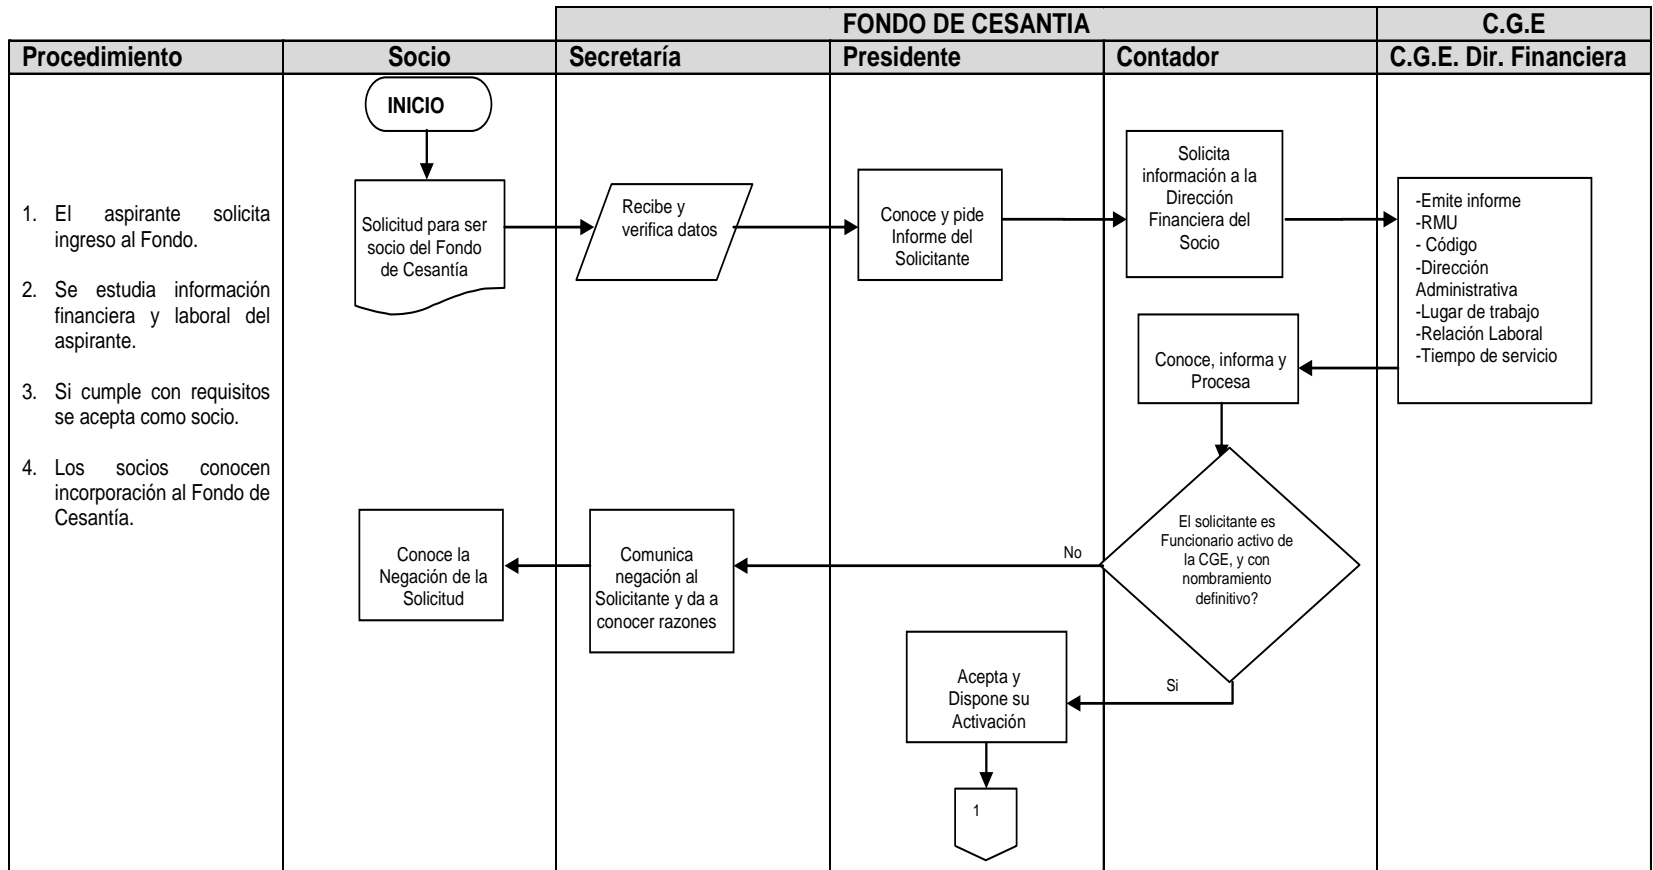 FONDO DE CESANTIA
C.G.E
Procedimiento
Socio
Secretaría
Presidente
Contador
C.G.E. Dir. Financiera
1. El aspirante solicita
ingreso al Fondo.
2. Se estudia información
financiera y laboral del
aspirante.
3. Si cumple con requisitos
se acepta como socio.
4. Los socios conocen
incorporación al Fondo de
Cesantía.
INICIO
Solicitud para ser
socio del Fondo
de Cesantía
Recibe y
verifica datos
Conoce y pide
Informe del
Solicitante
Solicita
información a la
Dirección
Financiera del
Socio
-Emite informe
-RMU
- Código
-Dirección
Administrativa
-Lugar de trabajo
-Relación Laboral
-Tiempo de servicio
Conoce, informa y
Procesa
El solicitante es
Funcionario activo de
la CGE, y con
nombramiento
definitivo?
No
Comunica
negación al
Solicitante y da a
conocer razones
Conoce la
Negación de la
Solicitud
Si
Acepta y
Dispone su
Activación
1